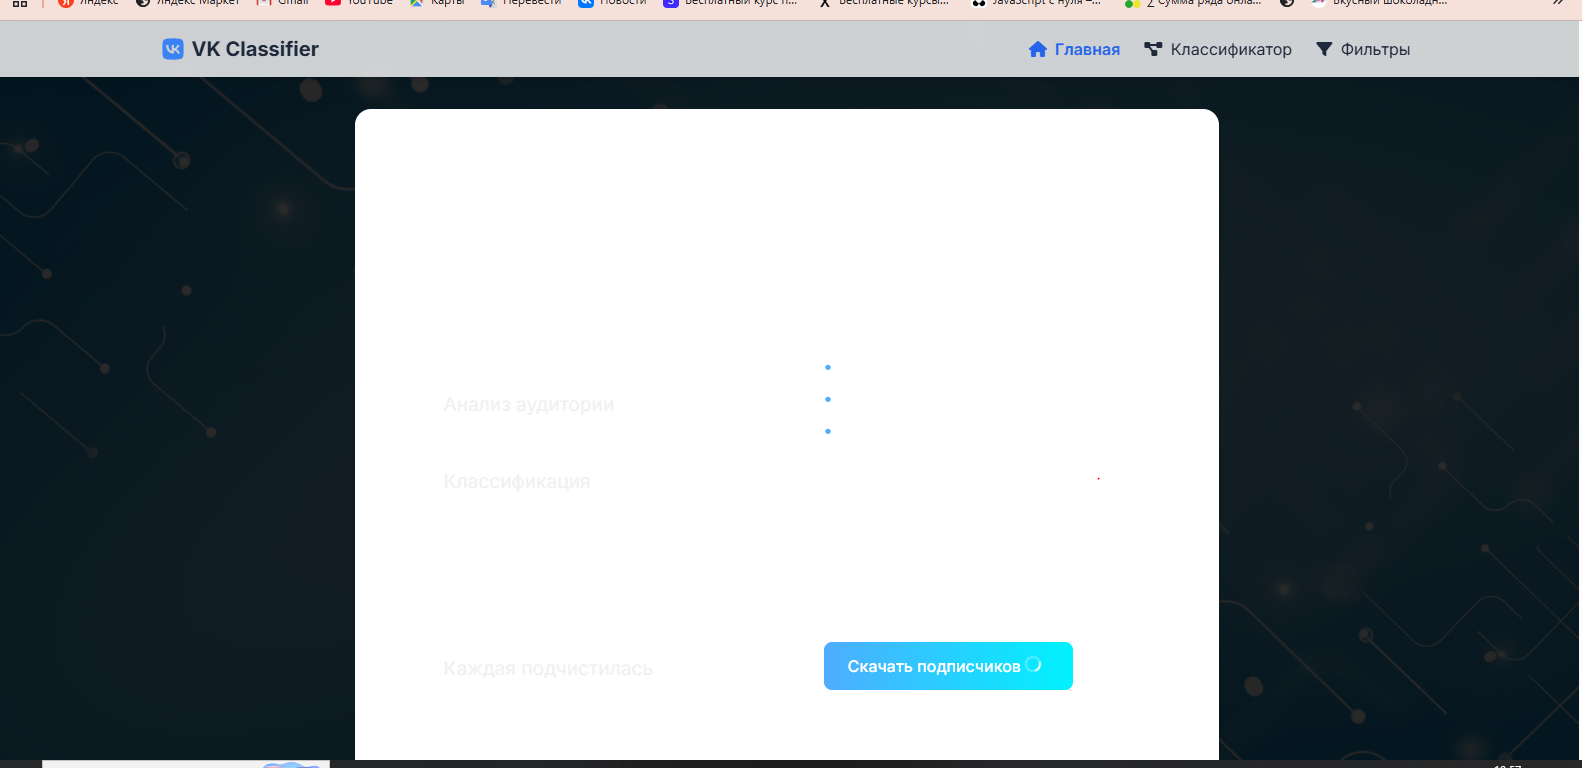 Яндекс Яндекс Маркет Gmail YouTube Карты Перевести Новости Бесплатный курс п... Бесплатные курсы... JavaScript с нуля –... Сумма ряда онла... Вкусный шоколадн...
VK Classifier Главная Классификатор Фильтры
Анализ аудитории
Классификация
Каждая подчистилась
Скачать подписчиков